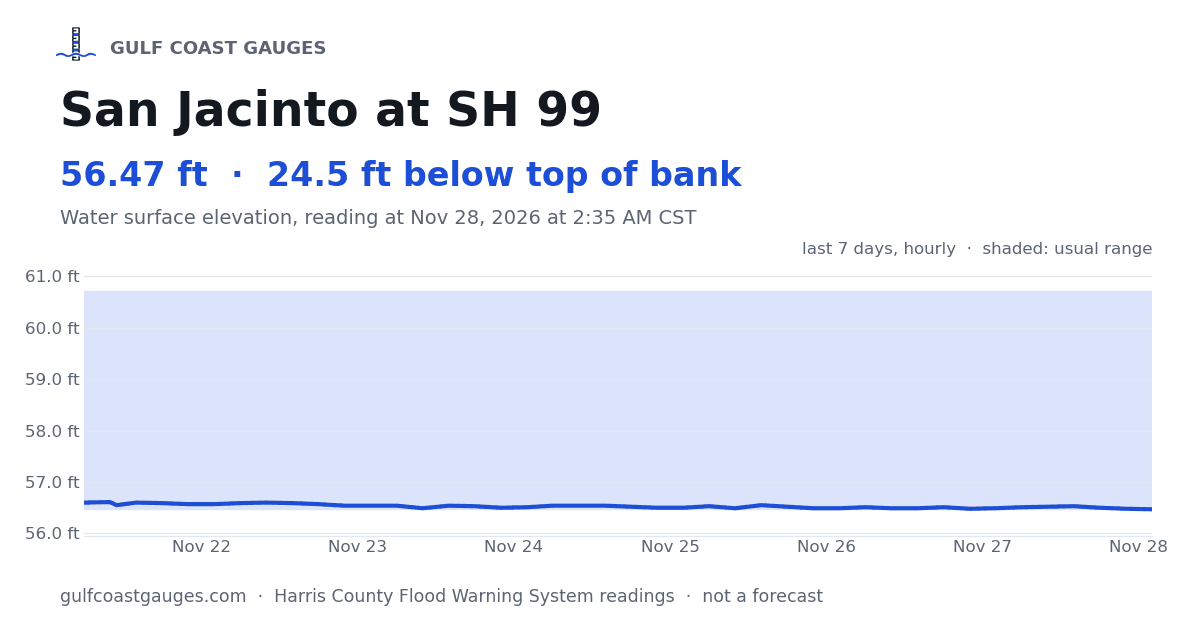 GULF COAST GAUGES
San Jacinto at SH 99
56.47 ft · 24.5 ft below top of bank
Water surface elevation, reading at Nov 28, 2026 at 2:35 AM CST
last 7 days, hourly · shaded: usual range
61.0 ft
60.0 ft
59.0 ft
58.0 ft
57.0 ft
56.0 ft
Nov 22 Nov 23 Nov 24 Nov 25 Nov 26 Nov 27 Nov 28
gulfcoastgauges.com · Harris County Flood Warning System readings · not a forecast